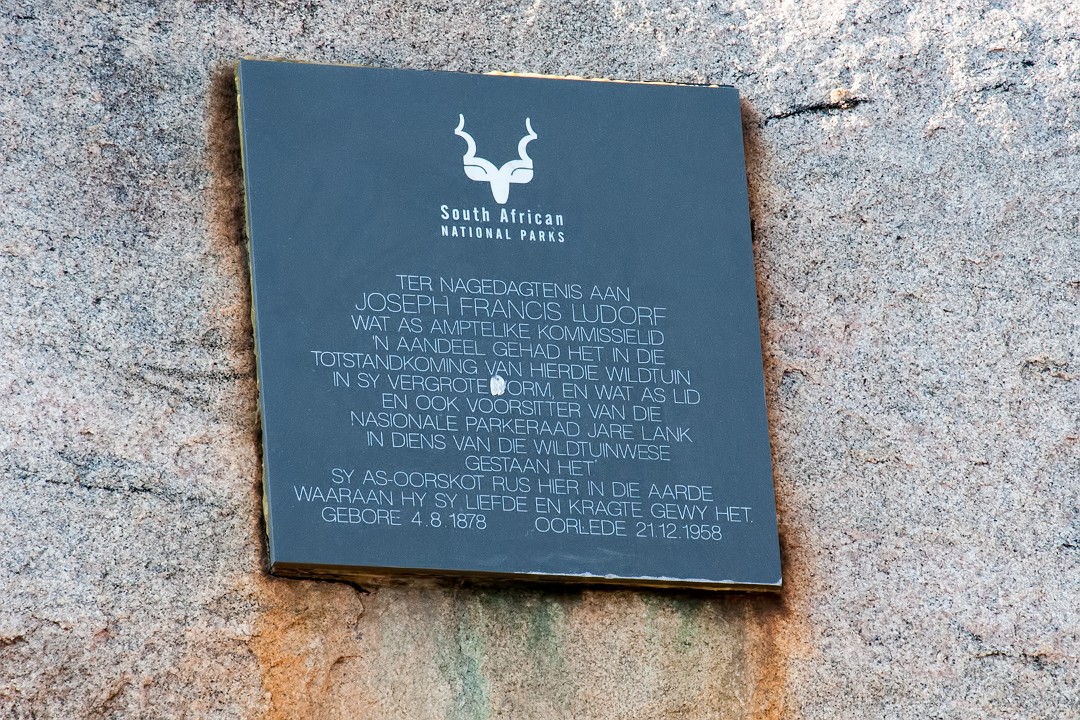 South African
NATIONAL PARKS
TER NAGEDAGTENIS AAN
JOSEPH FRANCIS LUDORF
WAT AS AMPTELIKE KOMMISSIELID
'N AANDEEL GEHAD HET IN DIE
TOTSTANDKOMING VAN HIERDIE WILDTUIN
IN SY VERGROTE VORM, EN WAT AS LID
EN OOK VOORSITTER VAN DIE
NASIONALE PARKERAAD JARE LANK
IN DIENS VAN DIE WILDTUINWESE
GESTAAN HET.
SY AS-OORSKOT RUS HIER IN DIE AARDE
WAARAAN HY SY LIEFDE EN KRAGTE GEWY HET.
GEBORE 4.8.1878 OORLEDE 21.12.1958